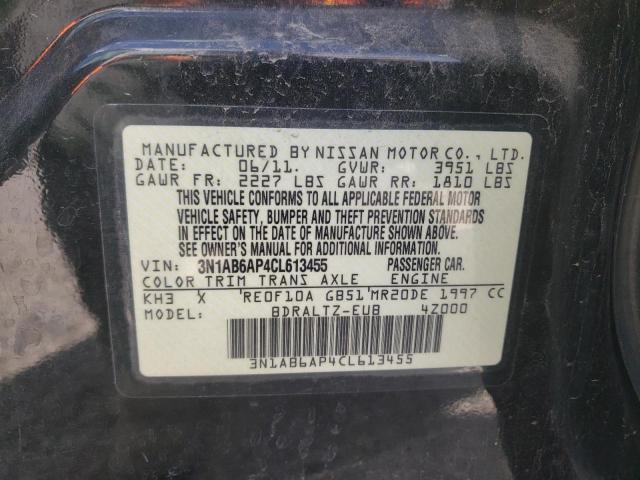 MANUFACTURED BY NISSAN MOTOR CO., LTD.
DATE: 06/11. GVWR: 3951 LBS
GAWR FR: 2227 LBS GAWR RR: 1810 LBS
THIS VEHICLE CONFORMS TO ALL APPLICABLE FEDERAL MOTOR
VEHICLE SAFETY, BUMPER AND THEFT PREVENTION STANDARDS
IN EFFECT ON THE DATE OF MANUFACTURE SHOWN ABOVE.
SEE OWNER'S MANUAL FOR ADDITIONAL INFORMATION.
VIN: 3N1AB6AP4CL613455 PASSENGER CAR.
COLOR TRIM TRANS AXLE ENGINE
KH3 X 'RE0F10A GB51'MR20DE 1997 CC
MODEL: BDRALTZ-EUB 4Z000
3N1AB6AP4CL613455